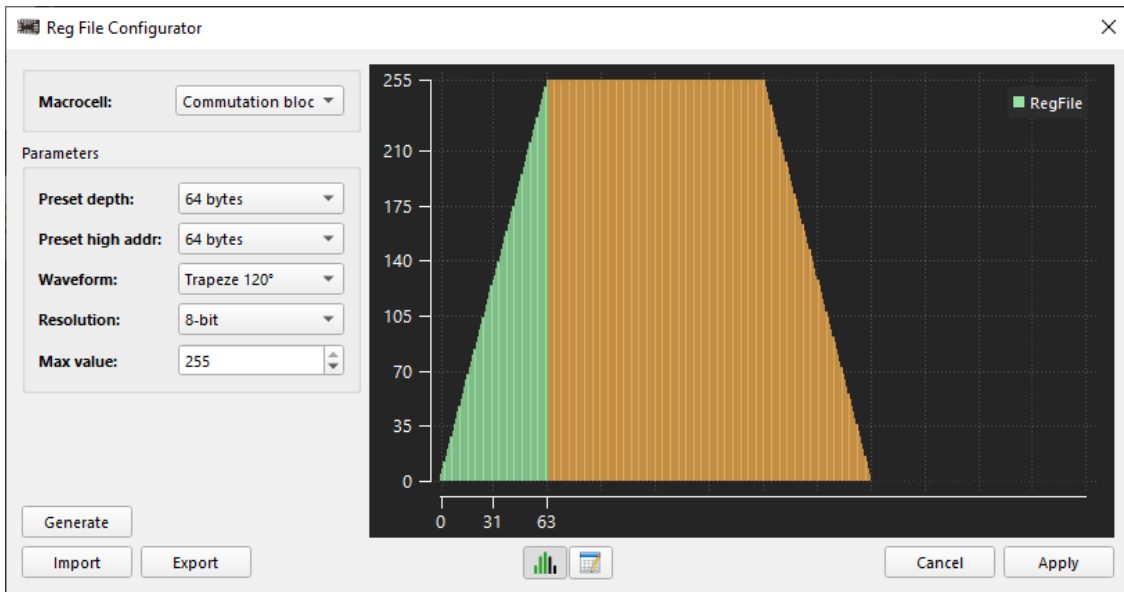 Reg File Configurator
Macrocell: Commutation bloc
Parameters
Preset depth: 64 bytes
Preset high addr: 64 bytes
Waveform: Trapeze 120°
Resolution: 8-bit
Max value: 255
Generate
Import Export
255
210
175
140
105
70
35
0
0 31 63
RegFile
Cancel Apply